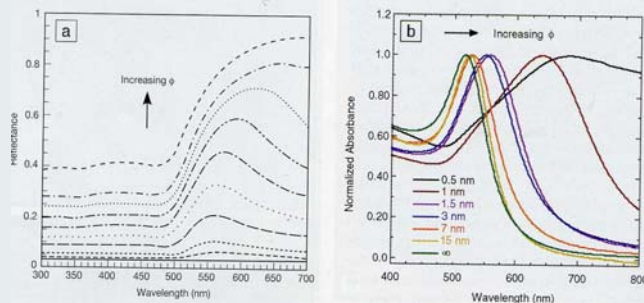 a
Increasing φ
Reflectance
1
0.8
0.6
0.4
0.2
0
300 350 400 450 500 550 600 650 700
Wavelength (nm)
b
Increasing φ
Normalized Absorbance
1.2
1.0
0.80
0.60
0.40
0.20
0.00
0.5 nm
1 nm
1.5 nm
3 nm
7 nm
15 nm
∞
400 500 600 700 800
Wavelength (nm)